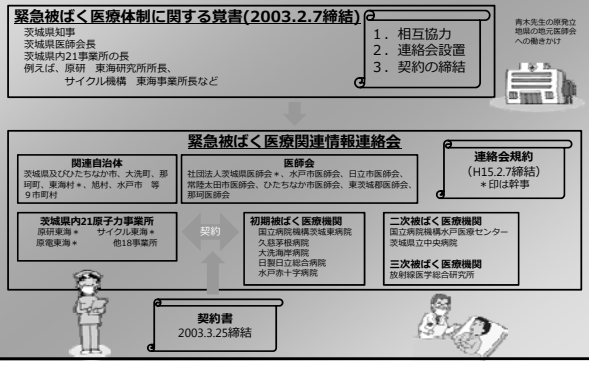 緊急被ばく医療体制に関する覚書(2003.2.7締結)
茨城県知事
茨城県医師会長
茨城県内21事業所の長
例えば、原研　東海研究所所長、
サイクル機構　東海事業所長など
1．相互協力
2．連絡会設置
3．契約の締結
青木先生の原発立
地県の地元医師会
への働きかけ
緊急被ばく医療関連情報連絡会
関連自治体
茨城県及びひたちなか市、大洗町、那
珂町、東海村＊、旭村、水戸市　等
９市町村
医師会
社団法人茨城県医師会＊、水戸市医師会、日立市医師会、
常陸太田市医師会、ひたちなか市医師会、東茨城郡医師会、
那珂医師会
連絡会規約
（H15.2.7締結）
＊印は幹事
茨城県内21原子力事業所
原研東海＊　サイクル東海＊
原電東海＊　他18事業所
契約
初期被ばく医療機関
国立病院機構茨城東病院
久慈茅根病院
大洗海岸病院
日製日立総合病院
水戸赤十字病院
二次被ばく医療機関
国立病院機構水戸医療センター
茨城県立中央病院
三次被ばく医療機関
放射線医学総合研究所
契約書
2003.3.25締結